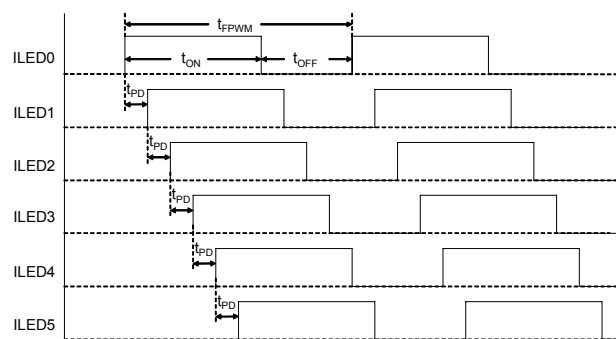 tFPWM
ILED0
tON
tOFF
tPD
ILED1
tPD
ILED2
tPD
ILED3
tPD
ILED4
tPD
ILED5